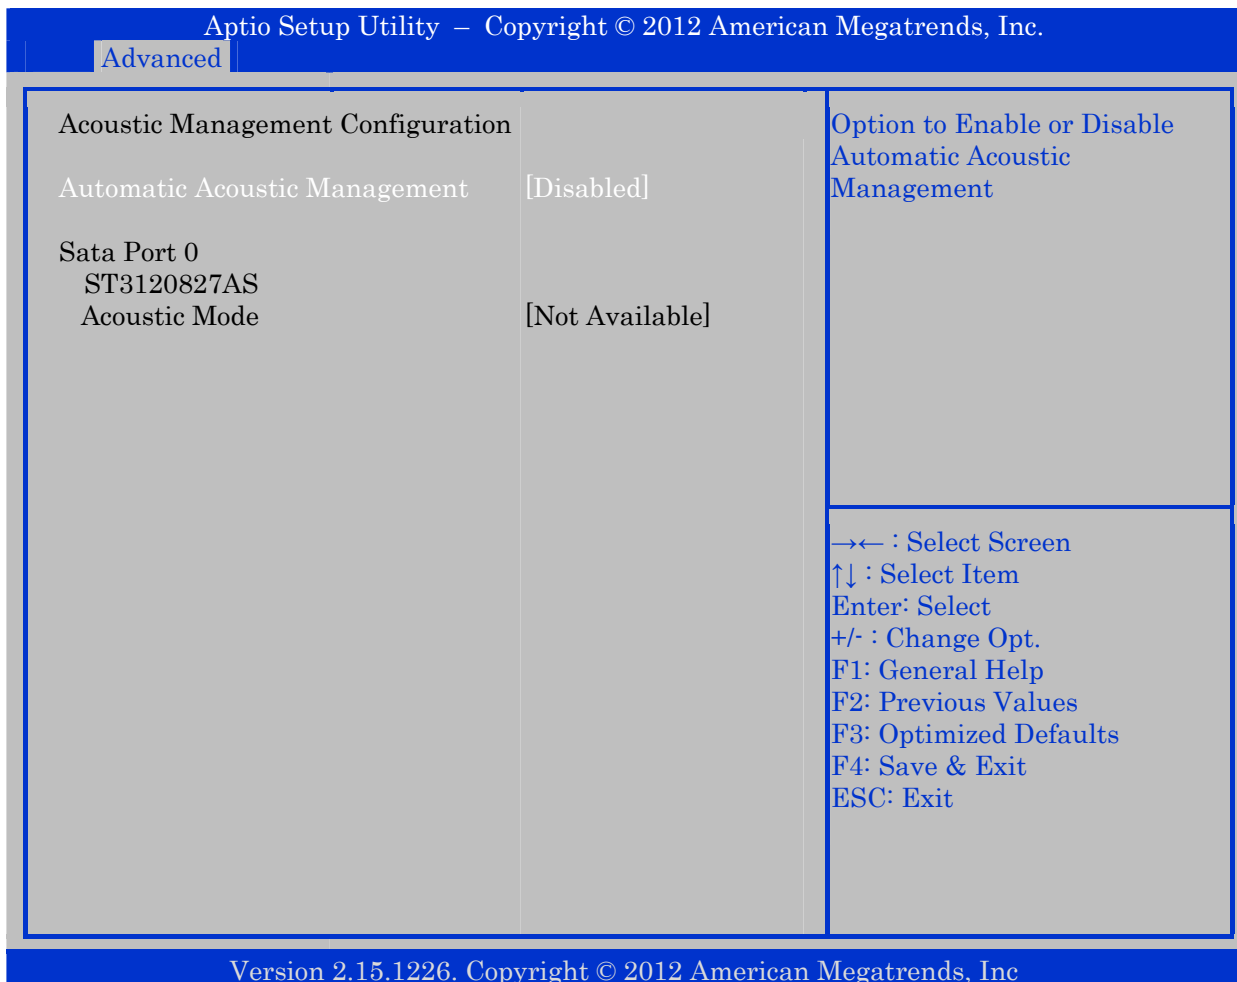 Aptio Setup Utility – Copyright © 2012 American Megatrends, Inc.
Advanced
Acoustic Management Configuration
Automatic Acoustic Management [Disabled]
Sata Port 0
ST3120827AS
Acoustic Mode [Not Available]
Option to Enable or Disable
Automatic Acoustic
Management
→← : Select Screen
↑↓ : Select Item
Enter: Select
+/- : Change Opt.
F1: General Help
F2: Previous Values
F3: Optimized Defaults
F4: Save & Exit
ESC: Exit
Version 2.15.1226. Copyright © 2012 American Megatrends, Inc